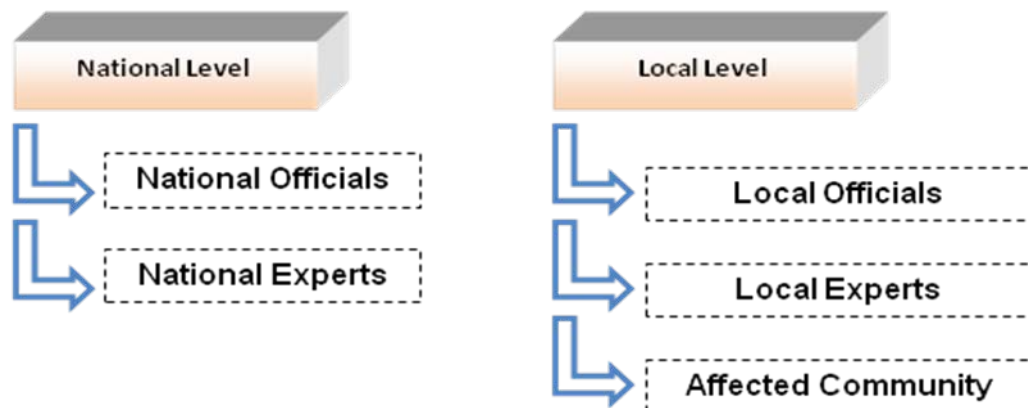 National Level
National Officials
National Experts
Local Level
Local Officials
Local Experts
Affected Community